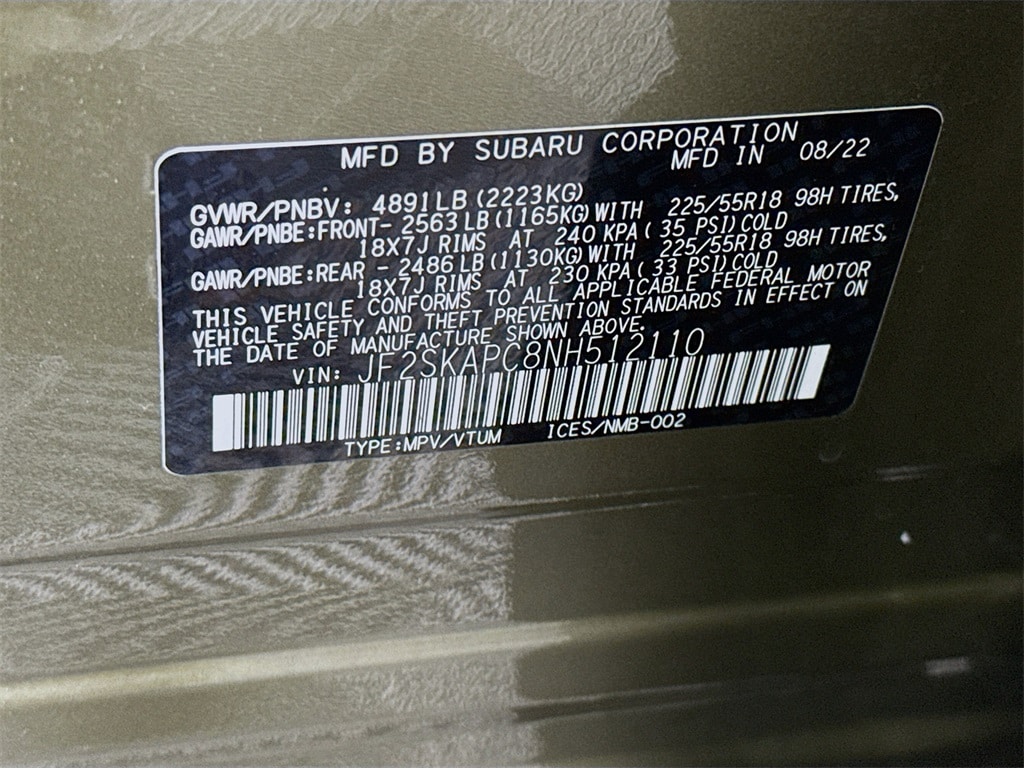 MFD BY SUBARU CORPORATION
MFD IN 08/22
GVWR/PNBV: 4891LB (2223KG)
GAWR/PNBE:FRONT- 2563LB(1165KG)WITH 225/55R18 98H TIRES,
18X7J RIMS AT 240 KPA( 35 PSI)COLD
GAWR/PNBE:REAR - 2486LB(1130KG)WITH 225/55R18 98H TIRES,
18X7J RIMS AT 230 KPA( 33 PSI)COLD
THIS VEHICLE CONFORMS TO ALL APPLICABLE FEDERAL MOTOR
VEHICLE SAFETY AND THEFT PREVENTION STANDARDS IN EFFECT ON
THE DATE OF MANUFACTURE SHOWN ABOVE.
VIN: JF2SKAPC8NH512110
TYPE:MPV/VTUM ICES/NMB-002